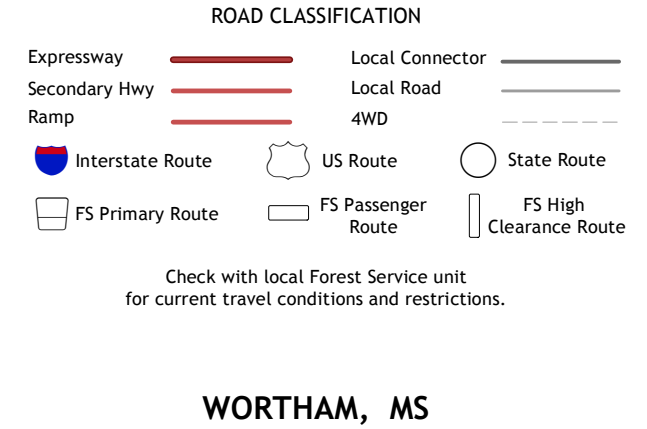 ROAD CLASSIFICATION
Expressway
Local Connector
Secondary Hwy
Local Road
Ramp
4WD
Interstate Route
US Route
State Route
FS Primary Route
FS Passenger
Route
FS High
Clearance Route
Check with local Forest Service unit
for current travel conditions and restrictions.
WORTHAM, MS